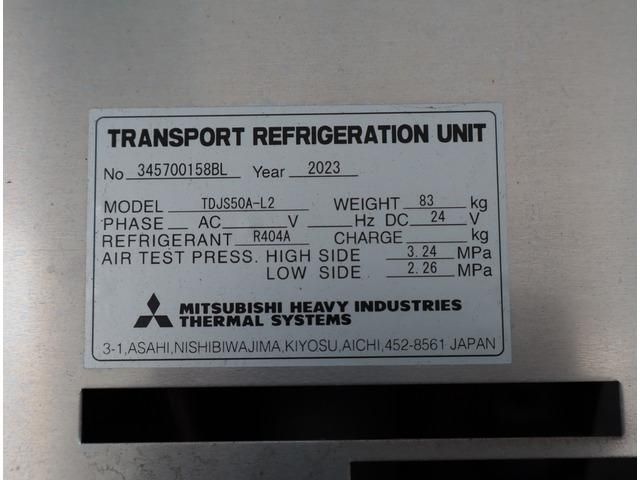 TRANSPORT REFRIGERATION UNIT
No 345700158BL Year 2023
MODEL TDJS50A-L2 WEIGHT 83 kg
PHASE AC V Hz DC 24 V
REFRIGERANT R404A CHARGE kg
AIR TEST PRESS. HIGH SIDE 3.24 MPa
LOW SIDE 2.26 MPa
MITSUBISHI HEAVY INDUSTRIES
THERMAL SYSTEMS
3-1,ASAHI,NISHIBIWAJIMA,KIYOSU,AICHI,452-8561 JAPAN